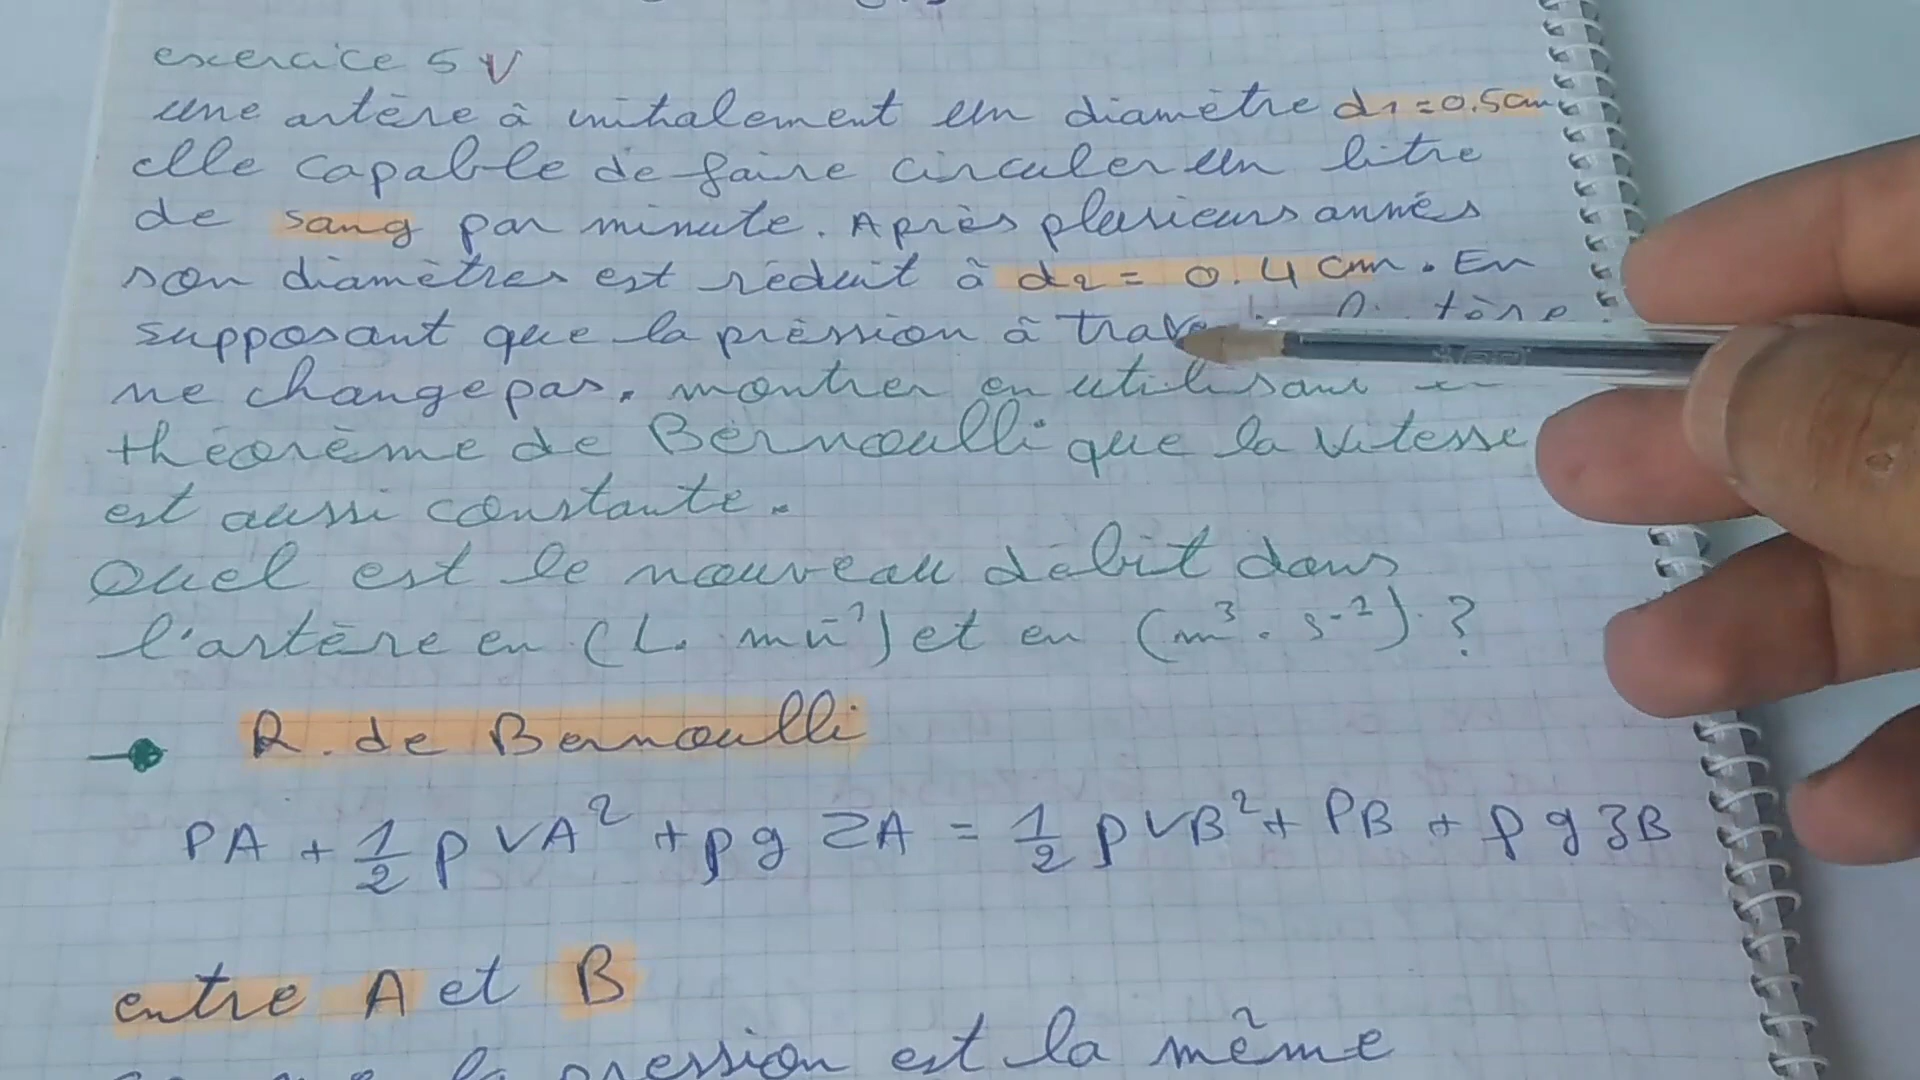 exercice 5 V
une artère à initialement un diamètre d1 = 0.5cm
elle capable de faire circuler un litre
de sang par minute. Après plusieurs annés
son diamètres est réduit à d2 = 0.4 cm. En
supposant que la prèssion à
ne change pas. montrer en utilisant
théorème de Bernoulli que la vitesse
est aussi constante.
Quel est le nouveau débit dans
l'artère en (L. mn⁻¹) et en (m³. s⁻¹).?
R. de Bernoulli
PA + 1/2 ρ VA² + ρ g ZA = 1/2 ρ VB² + PB + ρ g ZB
entre A et B
la pression est la même